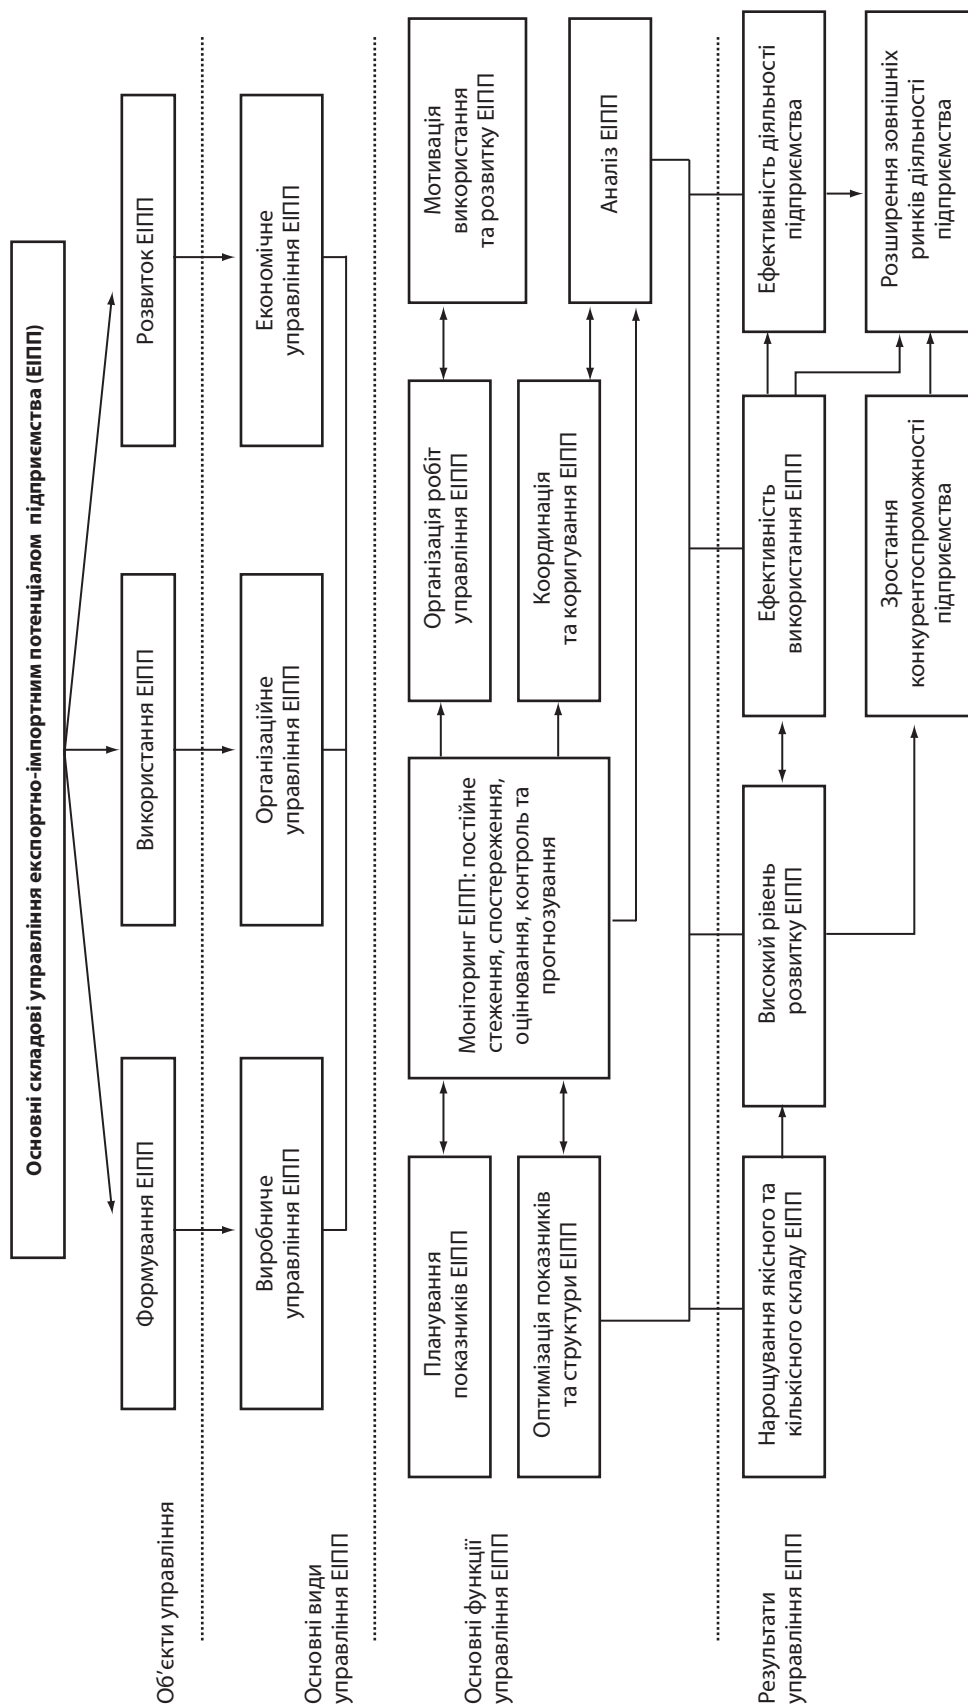 Основні складові управління експортно-імпортним потенціалом підприємства (ЕІПП)
Об’єкти управління
Формування ЕІПП
Використання ЕІПП
Розвиток ЕІПП
Основні види
управління ЕІПП
Виробниче
управління ЕІПП
Організаційне
управління ЕІПП
Економічне
управління ЕІПП
Основні функції
управління ЕІПП
Планування
показників ЕІПП
Оптимізація показників
та структури ЕІПП
Моніторинг ЕІПП: постійне
стеження, спостереження,
оцінювання, контроль та
прогнозування
Організація робіт
управління ЕІПП
Координація
та коригування ЕІПП
Мотивація
використання
та розвитку ЕІПП
Аналіз ЕІПП
Результати
управління ЕІПП
Нарощування якісного та
кількісного складу ЕІПП
Високий рівень
розвитку ЕІПП
Ефективність
використання ЕІПП
Ефективність діяльності
підприємства
Зростання
конкурентоспроможності
підприємства
Розширення зовнішніх
ринків діяльності
підприємства